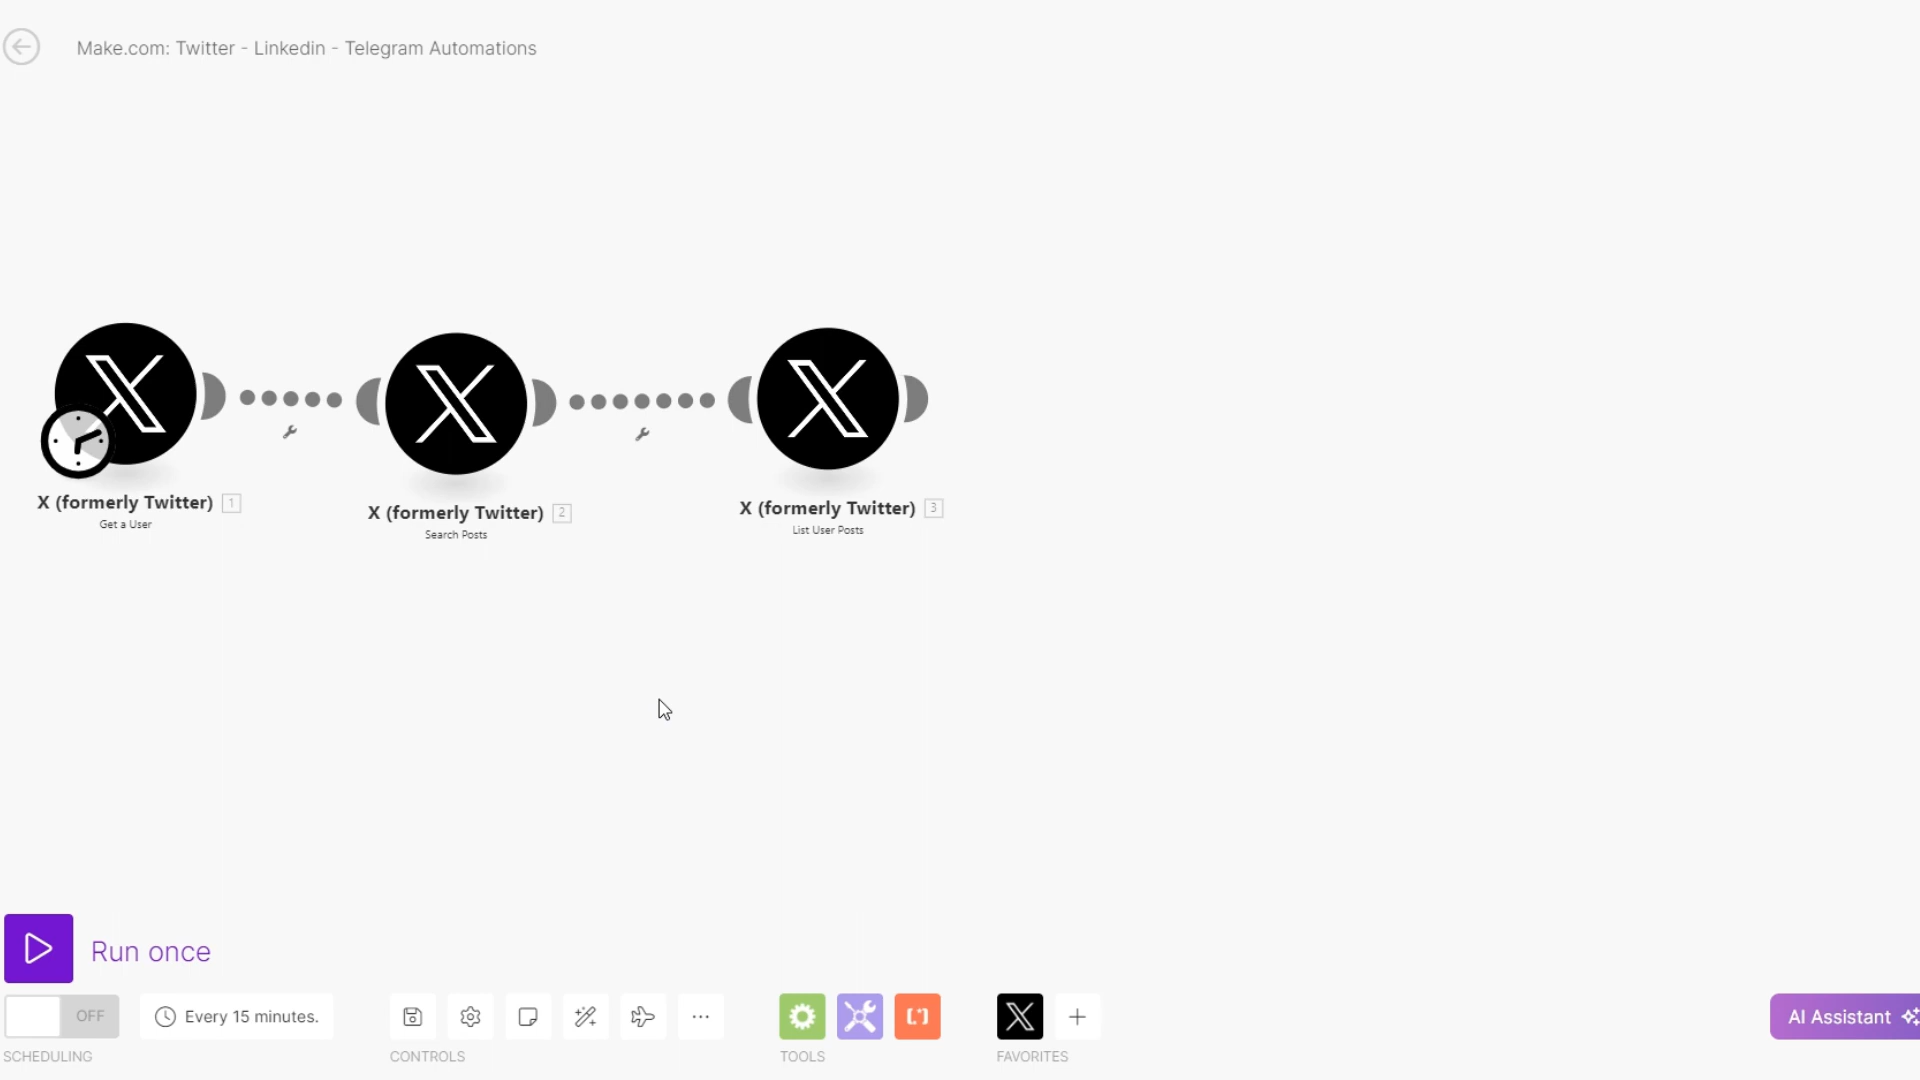 Make.com: Twitter - Linkedin - Telegram Automations
X (formerly Twitter) 1
Get a User
X (formerly Twitter) 2
Search Posts
X (formerly Twitter) 3
List User Posts
Run once
OFF
Every 15 minutes.
SCHEDULING
CONTROLS
TOOLS
FAVORITES
AI Assistant